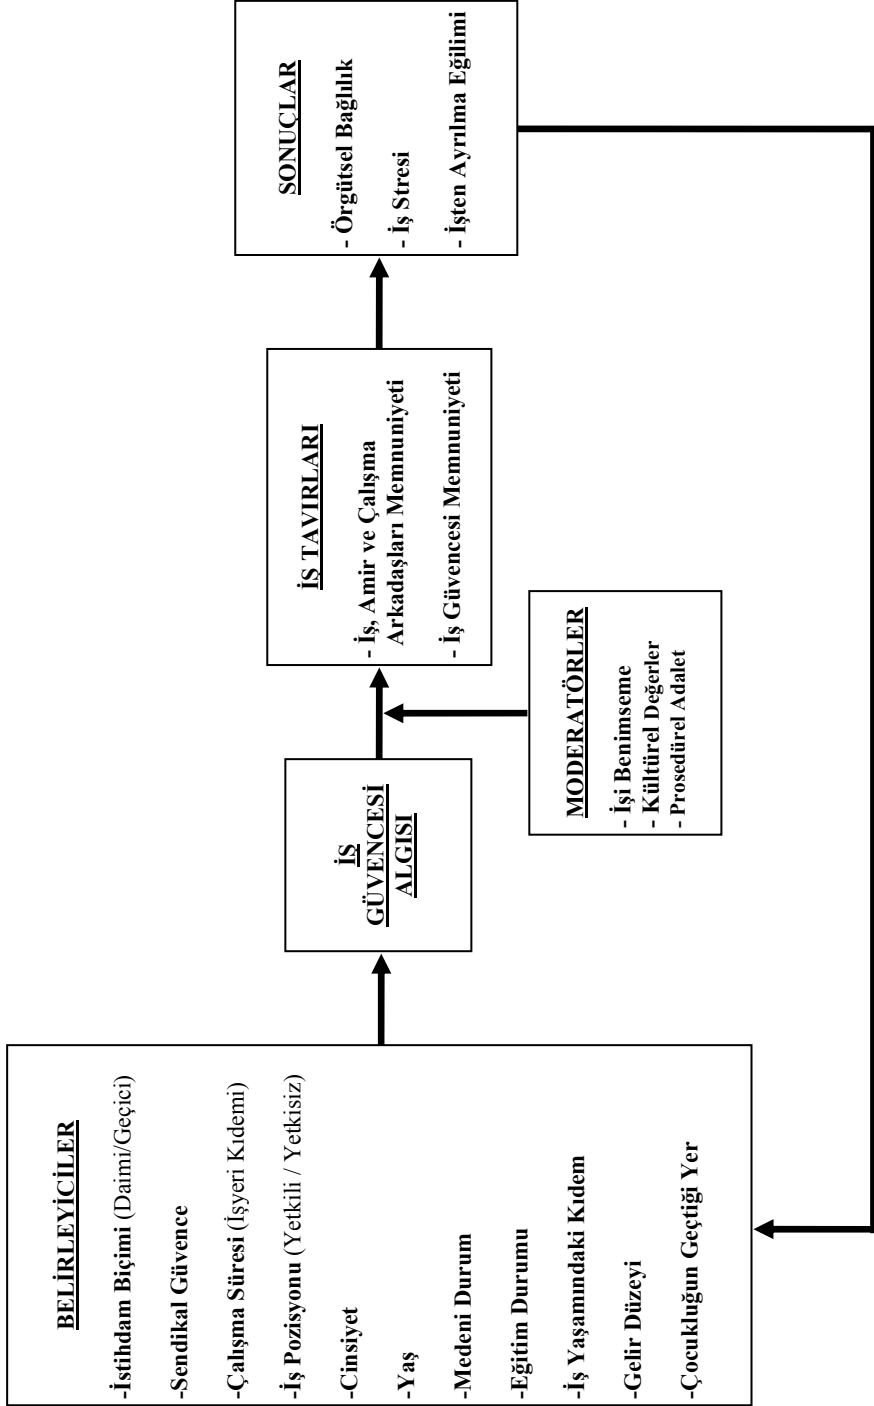 BELİRLEYİCİLER
-İstihdam Biçimi (Daimi/Geçici)
-Sendikal Güvence
-Çalışma Süresi (İşyeri Kıdemi)
-İş Pozisyonu (Yetkili / Yetkisiz)
-Cinsiyet
-Yaş
-Medeni Durum
-Eğitim Durumu
-İş Yaşamındaki Kıdem
-Gelir Düzeyi
-Çocukluğun Geçtiği Yer
İŞ
GÜVENCESİ
ALGISI
MODERATÖRLER
- İşi Benimseme
- Kültürel Değerler
- Prosedürel Adalet
İŞ TAVIRLARI
- İş, Amir ve Çalışma
Arkadaşları Memnuniyeti
- İş Güvencesi Memnuniyeti
SONUÇLAR
- Örgütsel Bağlılık
- İş Stresi
- İşten Ayrılma Eğilimi